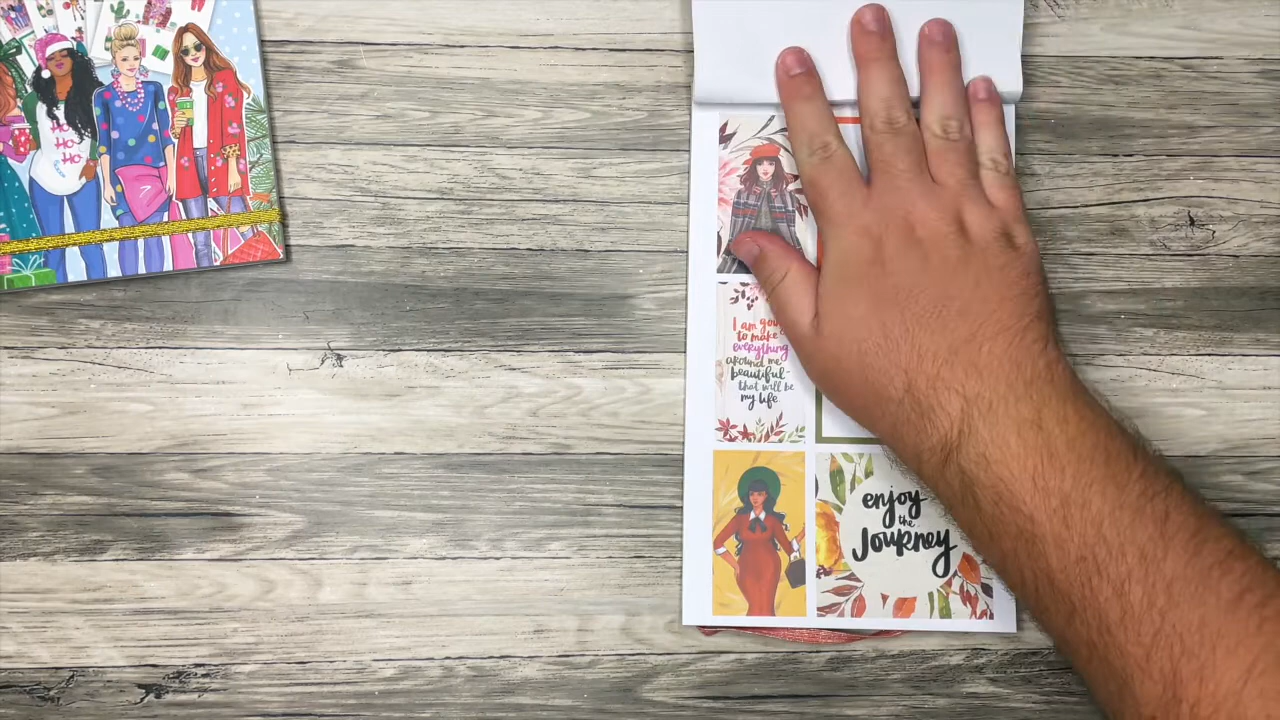 HO
HO
HO
I am going
to make
everything
around me
beautiful-
that will be
my life.
enjoy
the
Journey